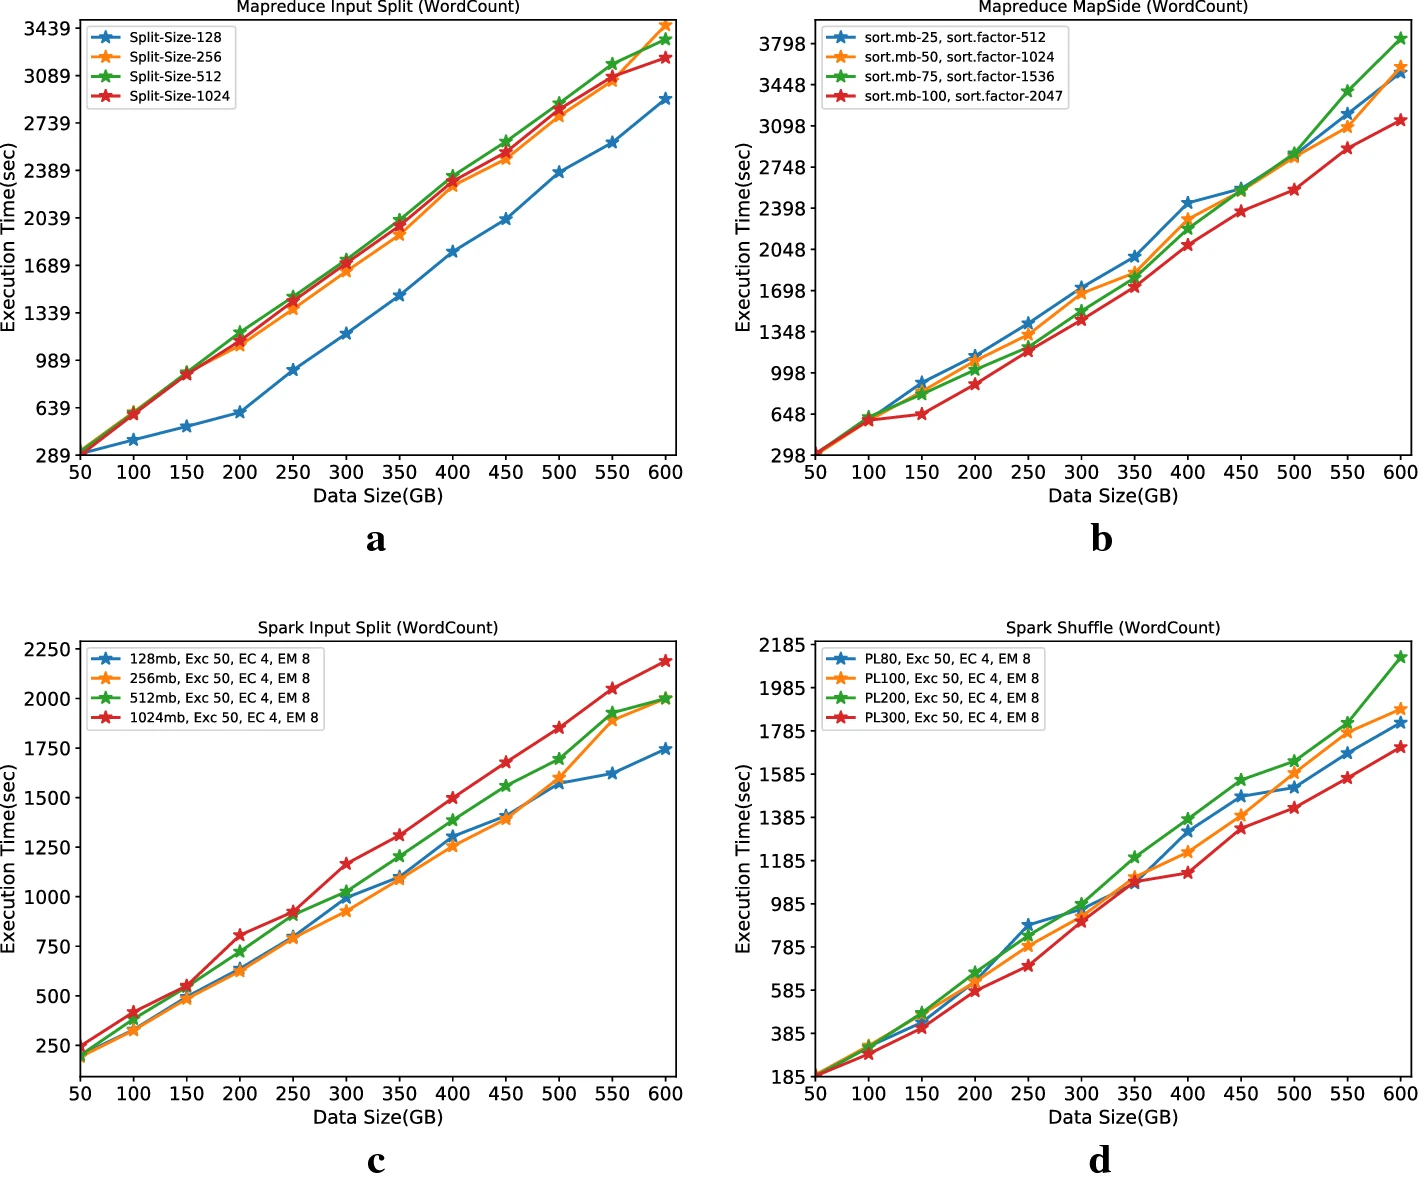 Mapreduce Input Split (WordCount)
Execution Time(sec)
3439
3089
2739
2389
2039
1689
1339
989
639
289
Split-Size-128
Split-Size-256
Split-Size-512
Split-Size-1024
50 100 150 200 250 300 350 400 450 500 550 600
Data Size(GB)
a
Mapreduce MapSide (WordCount)
Execution Time(sec)
3798
3448
3098
2748
2398
2048
1698
1348
998
648
298
sort.mb-25, sort.factor-512
sort.mb-50, sort.factor-1024
sort.mb-75, sort.factor-1536
sort.mb-100, sort.factor-2047
50 100 150 200 250 300 350 400 450 500 550 600
Data Size(GB)
b
Spark Input Split (WordCount)
Execution Time(sec)
2250
2000
1750
1500
1250
1000
750
500
250
128mb, Exc 50, EC 4, EM 8
256mb, Exc 50, EC 4, EM 8
512mb, Exc 50, EC 4, EM 8
1024mb, Exc 50, EC 4, EM 8
50 100 150 200 250 300 350 400 450 500 550 600
Data Size(GB)
c
Spark Shuffle (WordCount)
Execution Time(sec)
2185
1985
1785
1585
1385
1185
985
785
585
385
185
PL80, Exc 50, EC 4, EM 8
PL100, Exc 50, EC 4, EM 8
PL200, Exc 50, EC 4, EM 8
PL300, Exc 50, EC 4, EM 8
50 100 150 200 250 300 350 400 450 500 550 600
Data Size(GB)
d